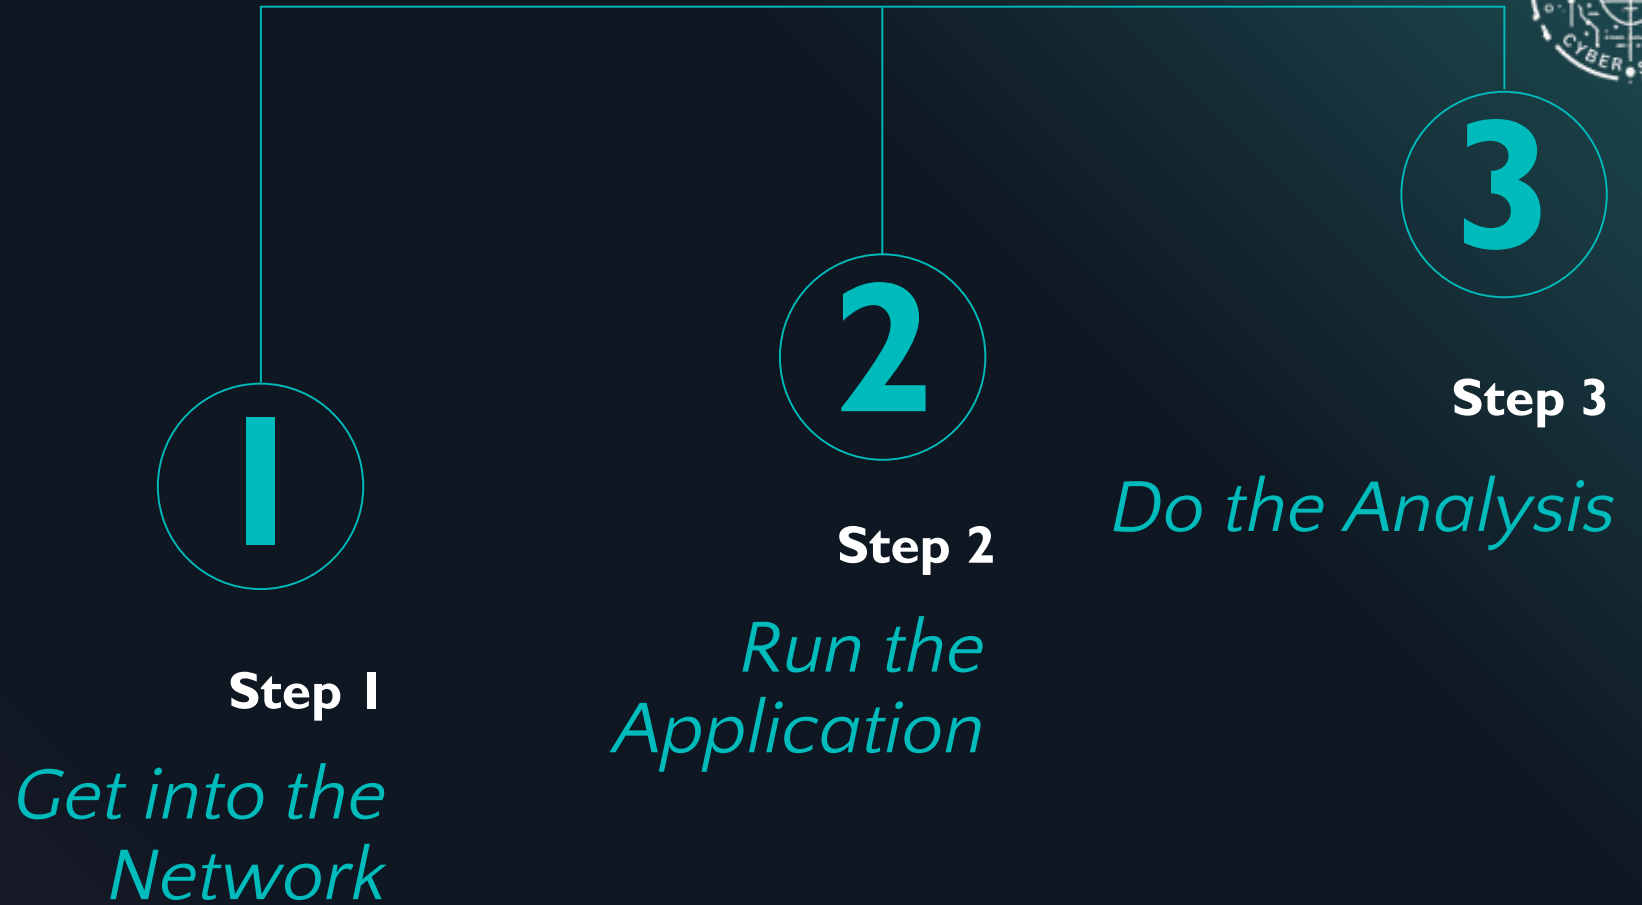 CYBER
1
Step 1
Get into the
Network
2
Step 2
Run the
Application
3
Step 3
Do the Analysis